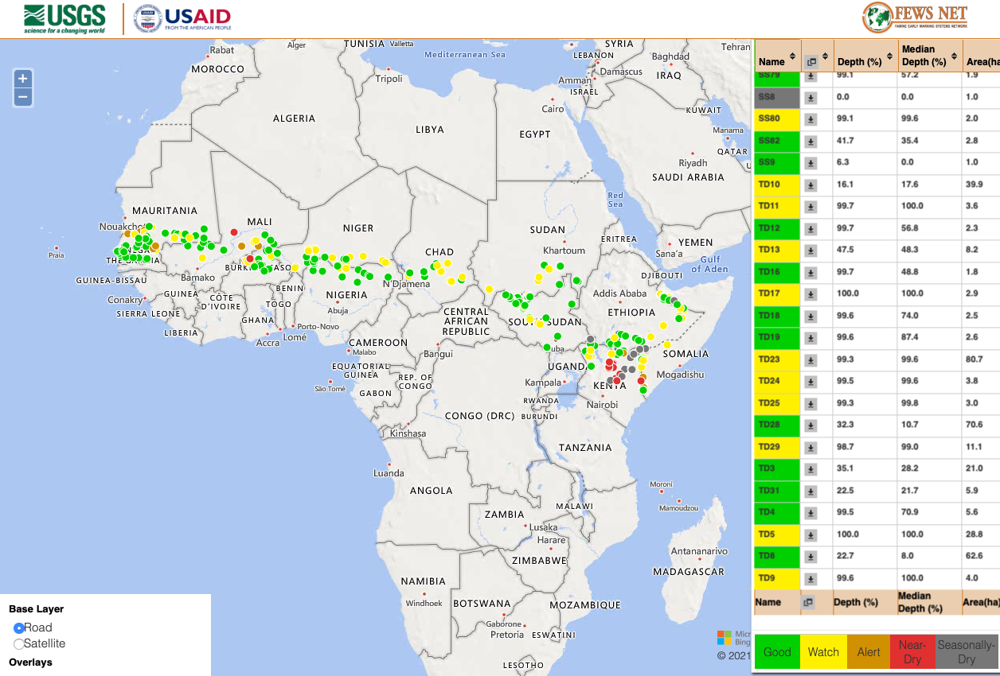 USGS
science for a changing world
USAID
FROM THE AMERICAN PEOPLE
FEWS NET
FAMINE EARLY WARNING SYSTEMS NETWORK
+
−
Rabat
MOROCCO
Alger
TUNISIA
Valletta
Mediterranean Sea
SYRIA
LEBANON
Damascus
Baghdad
Tehran
IRAQ
Amman
ISRAEL
Tripoli
Cairo
KUWAIT
ALGERIA
LIBYA
EGYPT
Manama
QATAR
Riyadh
SAUDI ARABIA
Red
Sea
MAURITANIA
MALI
NIGER
SUDAN
ERITREA
YEMEN
Sana'a
Khartoum
Gulf
of Aden
CHAD
Praia
GUINEA-BISSAU
Bamako
BENIN
N'Djamena
DJIBOUTI
Conakry
GUINEA
CÔTE
D'IVOIRE
TOGO
NIGERIA
Abuja
Addis Ababa
ETHIOPIA
SIERRA LEONE
GHANA
Porto-Novo
CENTRAL
AFRICAN
REPUBLIC
LIBERIA
Lomé
Accra
CAMEROON
Malabo
Bangui
SOMALIA
Mogadishu
EQUATORIAL
GUINEA
REP. OF
CONGO
Kampala
KENYA
São Tomé
GABON
RWANDA
Nairobi
CONGO (DRC)
BURUNDI
Kinshasa
TANZANIA
Luanda
ANGOLA
Moroni
Mamoudzou
MALAWI
ZAMBIA
Lusaka
Harare
ZIMBABWE
Antananarivo
MADAGASCAR
NAMIBIA
Windhoek
BOTSWANA
MOZAMBIQUE
Gaborone
Pretoria
ESWATINI
LESOTHO
Micr
Bing
© 2021
Base Layer
Road
Satellite
Overlays
Name Depth (%) Median Depth (%) Area(ha
SS79 99.1 57.2 1.9
SS8 0.0 0.0 1.0
SS80 99.1 99.6 2.0
SS82 41.7 35.4 2.8
SS9 6.3 0.0 1.0
TD10 16.1 17.6 39.9
TD11 99.7 100.0 3.6
TD12 99.7 56.8 2.3
TD13 47.5 48.3 8.2
TD16 99.7 48.8 1.8
TD17 100.0 100.0 2.9
TD18 99.6 74.0 2.5
TD19 99.6 87.4 2.6
TD23 99.3 99.6 80.7
TD24 99.5 99.6 3.8
TD25 99.3 99.8 3.0
TD28 32.3 10.7 70.6
TD29 98.7 99.0 11.1
TD3 35.1 28.2 21.0
TD31 22.5 21.7 5.9
TD4 99.5 70.9 5.6
TD5 100.0 100.0 28.8
TD8 22.7 8.0 62.6
TD9 99.6 100.0 4.0
Name Depth (%) Median Depth (%) Area(ha)
Good
Watch
Alert
Near-
Dry
Seasonally-
Dry